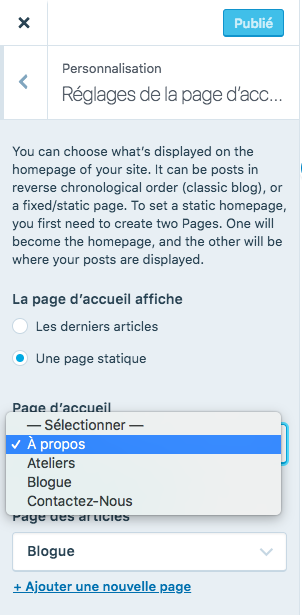 Publié
Personnalisation
Réglages de la page d’acc...
You can choose what’s displayed on the
homepage of your site. It can be posts in
reverse chronological order (classic blog), or
a fixed/static page. To set a static homepage,
you first need to create two Pages. One will
become the homepage, and the other will be
where your posts are displayed.
La page d’accueil affiche
Les derniers articles
Une page statique
Page d’accueil
— Sélectionner —
✓ À propos
Ateliers
Blogue
Contactez-Nous
Page des articles
Blogue
+ Ajouter une nouvelle page